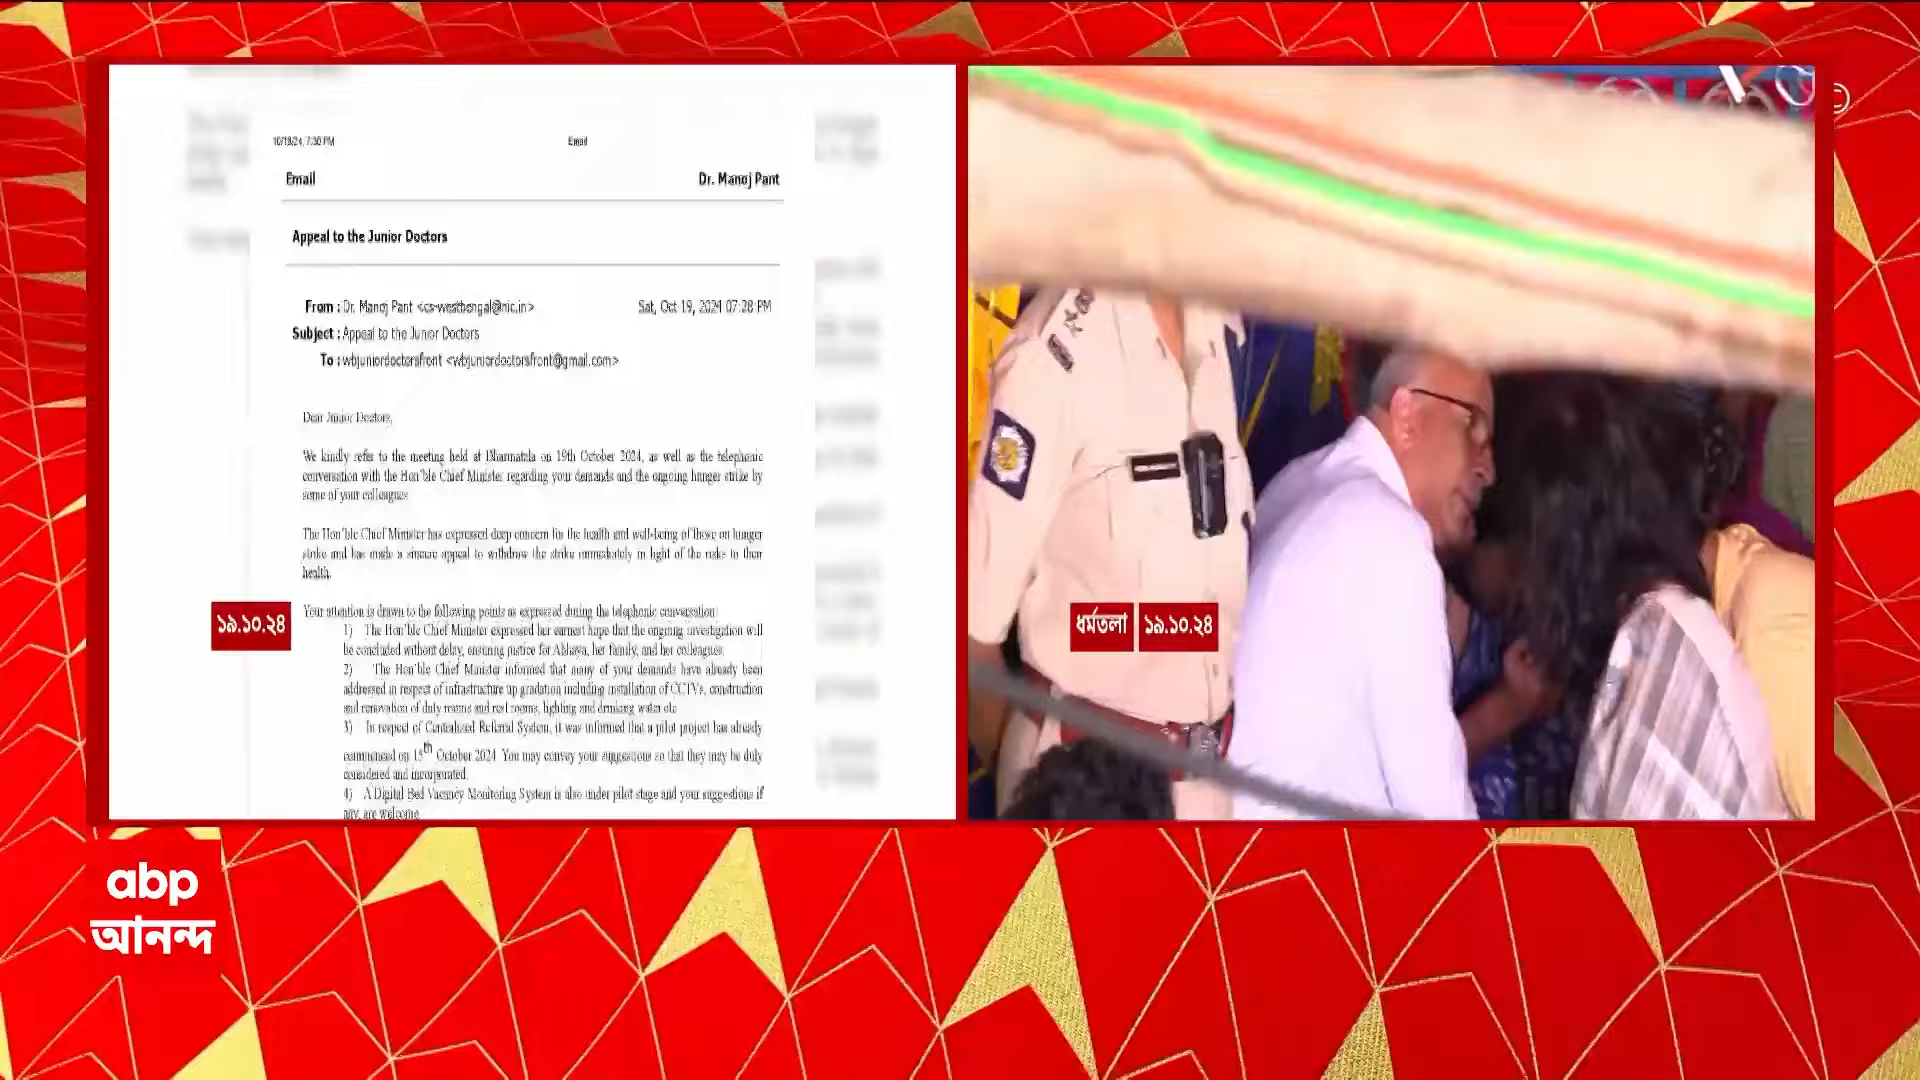 10/19/24, 7:30 PM
Email
Email
Dr. Manoj Pant
Appeal to the Junior Doctors
From : Dr. Manoj Pant <cs-westbengal@nic.in>
Sat, Oct 19, 2024 07:28 PM
Subject : Appeal to the Junior Doctors
To : wbjuniordoctorsfront <wbjuniordoctorsfront@gmail.com>
Dear Junior Doctors,
We kindly refer to the meeting held at Dharmatala on 19th October 2024, as well as the telephonic
conversation with the Hon'ble Chief Minister regarding your demands and the ongoing hunger strike by
some of your colleagues
The Hon'ble Chief Minister has expressed deep concern for the health and well-being of those on hunger
strike and has made a sincere appeal to withdraw the strike immediately in light of the risks to their
health.
Your attention is drawn to the following points as expressed during the telephonic conversation
1) The Hon'ble Chief Minister expressed her earnest hope that the ongoing investigation will
be concluded without delay, ensuring justice for Abhaya, her family, and her colleagues.
2) The Hon'ble Chief Minister informed that many of your demands have already been
addressed in respect of infrastructure up gradation including installation of CCTVs, construction
and renovation of duty rooms and rest rooms, lighting and drinking water etc
3) In respect of Centralised Referral System, it was informed that a pilot project has already
commenced on 15th October 2024 You may convey your suggestions so that they may be duly
considered and incorporated.
4) A Digital Bed Vacancy Monitoring System is also under pilot stage and your suggestions if
any, are welcome
১৯.১০.২৪
ধর্মতলা ১৯.১০.২৪
abp
আনন্দ